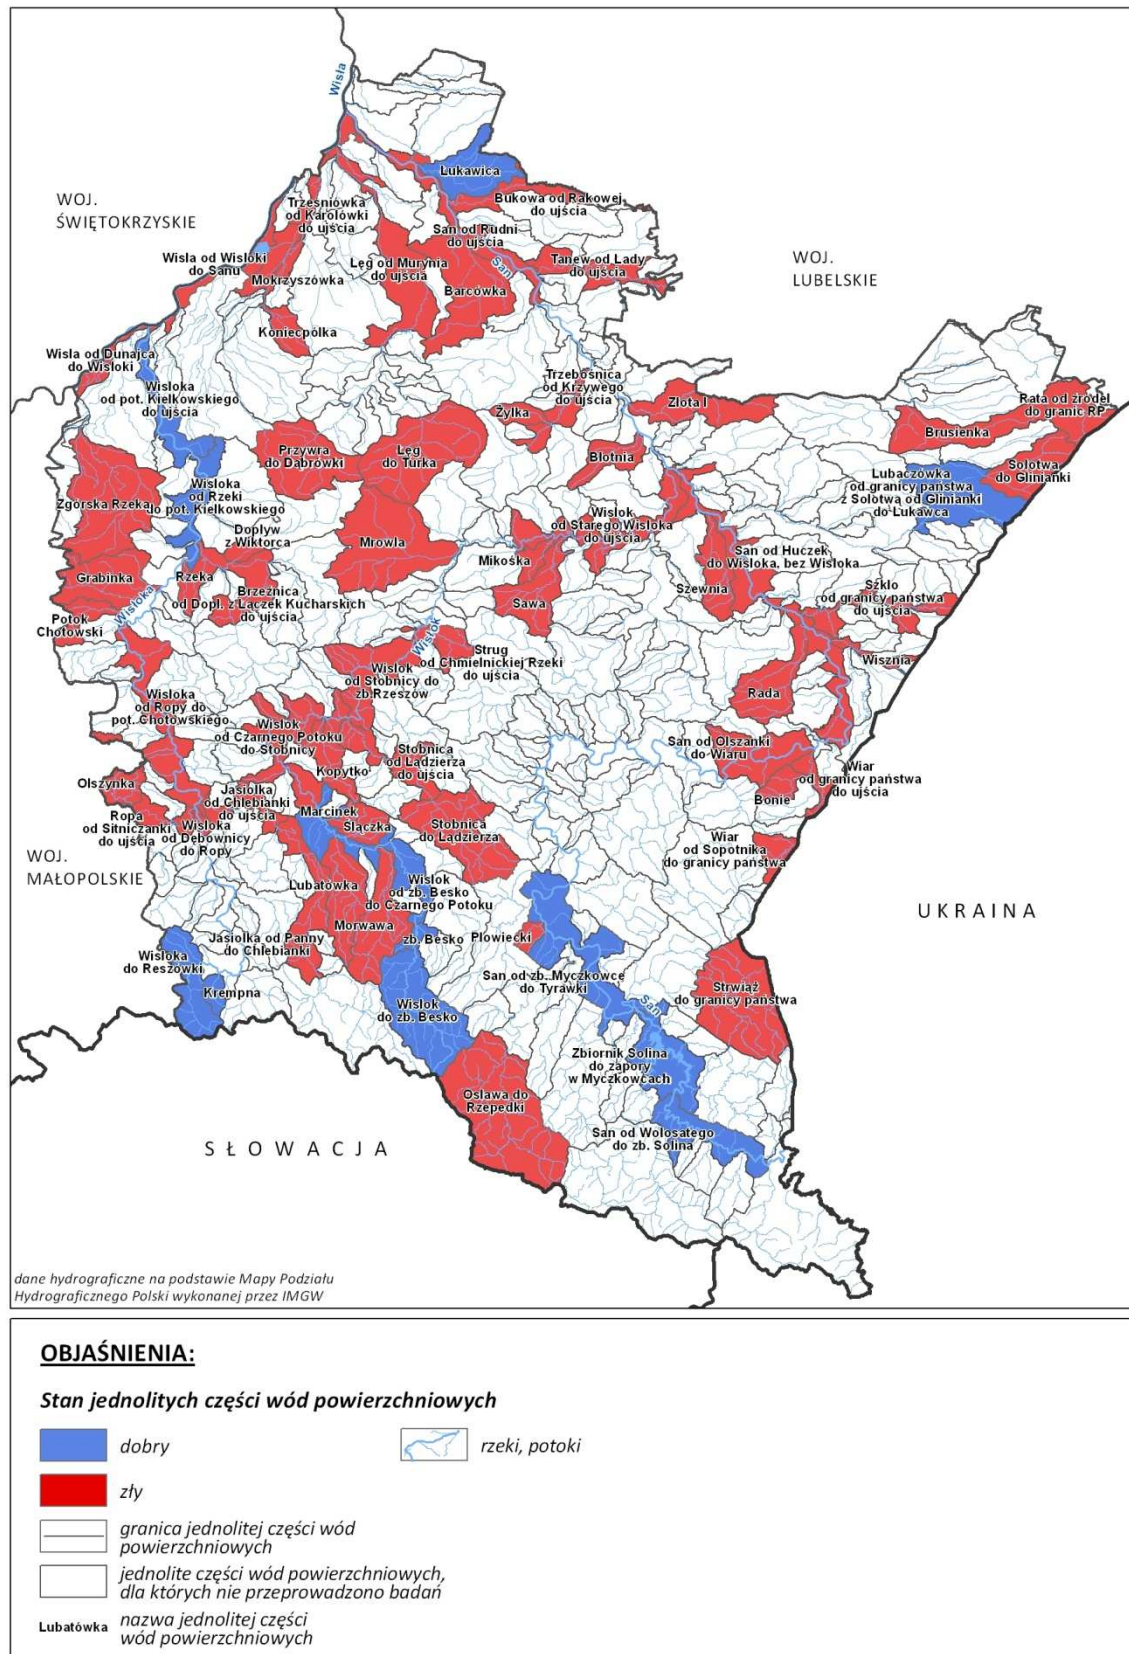 Wisła
Łukawica
WOJ.
ŚWIĘTOKRZYSKIE
Trześniówka
od Karolówki
do ujścia
Bukowa od Rakowej
do ujścia
San od Rudni
do ujścia
Wisła od Wisłoki
do Sanu
Łęg od Murynia
do ujścia
San
Tanew od Łady
do ujścia
WOJ.
LUBELSKIE
Mokrzyszówka
Barcówka
Koniecpólka
Wisła od Dunajca
do Wisłoki
Wisłoka
od pot. Kiełkowskiego
do ujścia
Trzebośnica
od Krzywego
do ujścia
Żyłka
Złota I
Rata od źródeł
do granic RP
Brusienka
Przywra
do Dąbrówki
Łęg
do Turka
Błotnia
Lubaczówka
od granicy państwa
z Sołotwą od Glinianki
do Łukawca
Sołotwa
do Glinianki
Wisłoka
od Rzeki
do pot. Kiełkowskiego
Zgórska Rzeka
Dopływ
z Wiktorca
Mrowla
Wisłok
od Starego Wisłoka
do ujścia
Mikośka
San od Huczek
do Wisłoka, bez Wisłoka
Grabinka
Rzeka
Brzeźnica
od Dopł. z Łączek Kucharskich
do ujścia
Wisłoka
Sawa
Szewnia
Szkło
od granicy państwa
do ujścia
Potok
Chotowski
Wisłok
Strug
od Chmielnickiej Rzeki
do ujścia
Wisznia
Wisłok
od Stobnicy do
zb. Rzeszów
Rada
Wisłoka
od Ropy do
pot. Chotowskiego
Wisłok
od Czarnego Potoku
do Stobnicy
San od Olszanki
do Wiaru
Stobnica
od Łądzierza
do ujścia
Wiar
od granicy państwa
do ujścia
Kopytko
Olszynka
Jasiołka
od Chlebianki
do ujścia
Bonie
Ropa
od Sitniczanki
do ujścia
Marcinek
Ślączka
Wisłoka
od Dębownicy
do Ropy
Stobnica
do Łądzierza
Wiar
od Sopotnika
do granicy państwa
WOJ.
MAŁOPOLSKIE
Lubatówka
Wisłok
od zb. Besko
do Czarnego Potoku
UKRAINA
Morwawa
Jasiołka od Panny
do Chlebianki
zb. Besko
Płowiecki
Wisłoka
do Reszówki
San od zb. Myczkowce
do Tyrawki
Strwiąż
do granicy państwa
Krempna
San
Wisłok
do zb. Besko
Zbiornik Solina
do zapory
w Myczkowcach
Osława do
Rzepedki
San od Wołosatego
do zb. Solina
SŁOWACJA
dane hydrograficzne na podstawie Mapy Podziału
Hydrograficznego Polski wykonanej przez IMGW
OBJAŚNIENIA:
Stan jednolitych części wód powierzchniowych
dobry
rzeki, potoki
zły
granica jednolitej części wód
powierzchniowych
jednolite części wód powierzchniowych,
dla których nie przeprowadzono badań
Lubatówka
nazwa jednolitej części
wód powierzchniowych